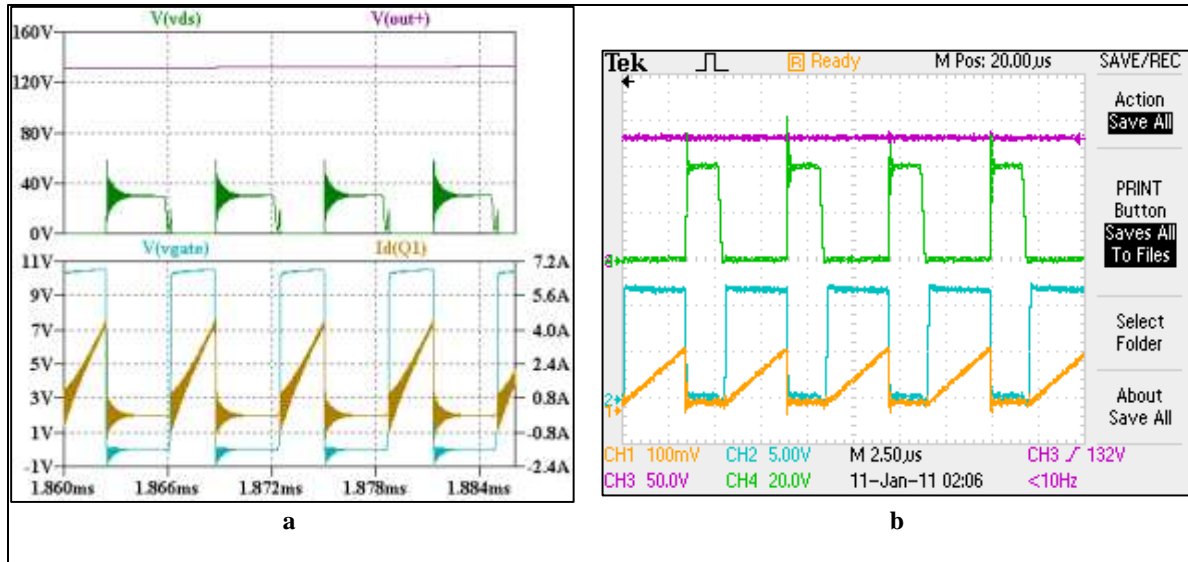 V(vds) V(out+)
160V
120V
80V
40V
0V
V(vgate) Id(Q1)
11V 7.2A
9V 5.6A
7V 4.0A
5V 2.4A
3V 0.8A
1V -0.8A
-1V -2.4A
1.860ms 1.866ms 1.872ms 1.878ms 1.884ms
a
Tek R Ready M Pos: 20.00µs SAVE/REC
Action
Save All
PRINT
Button
Saves All
To Files
Select
Folder
About
Save All
2
1
CH1 100mV CH2 5.00V M 2.50µs CH3 132V
CH3 50.0V CH4 20.0V 11-Jan-11 02:06 <10Hz
b